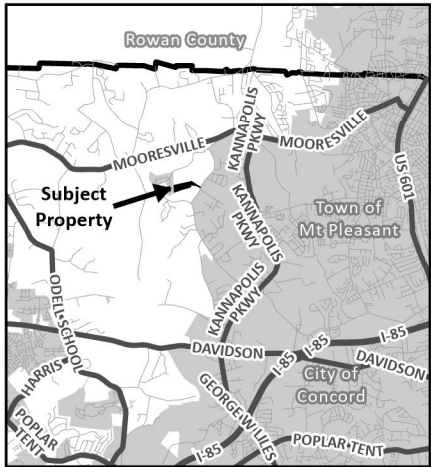 Rowan County
KANNAPOLIS
PKWY
MOORESVILLE
MOORESVILLE
US 601
Subject
Property
KANNAPOLIS
PKWY
Town of
Mt Pleasant
KANNAPOLIS
PKWY
ODELL SCHOOL
DAVIDSON
I-85
I-85
DAVIDSON
HARRIS
GEORGE W LILES
I-85
City of
Concord
POPLAR
TENT
I-85
POPLAR TENT